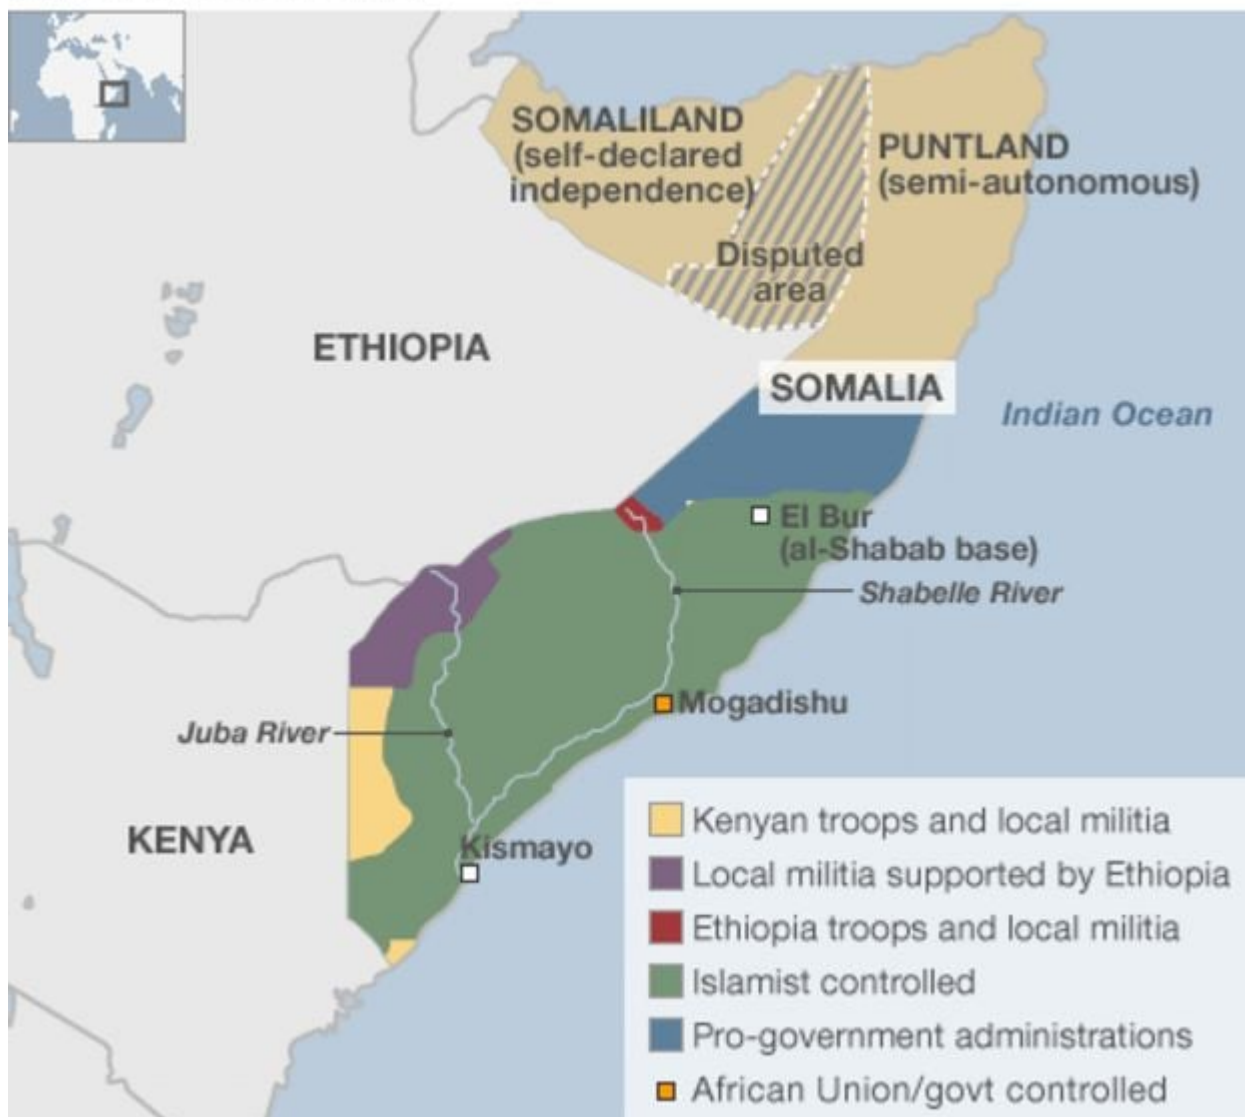 SOMALILAND
(self-declared
independence)
PUNTLAND
(semi-autonomous)
Disputed
area
ETHIOPIA
SOMALIA
Indian Ocean
El Bur
(al-Shabab base)
Shabelle River
Mogadishu
Juba River
KENYA
Kismayo
Kenyan troops and local militia
Local militia supported by Ethiopia
Ethiopia troops and local militia
Islamist controlled
Pro-government administrations
African Union/govt controlled